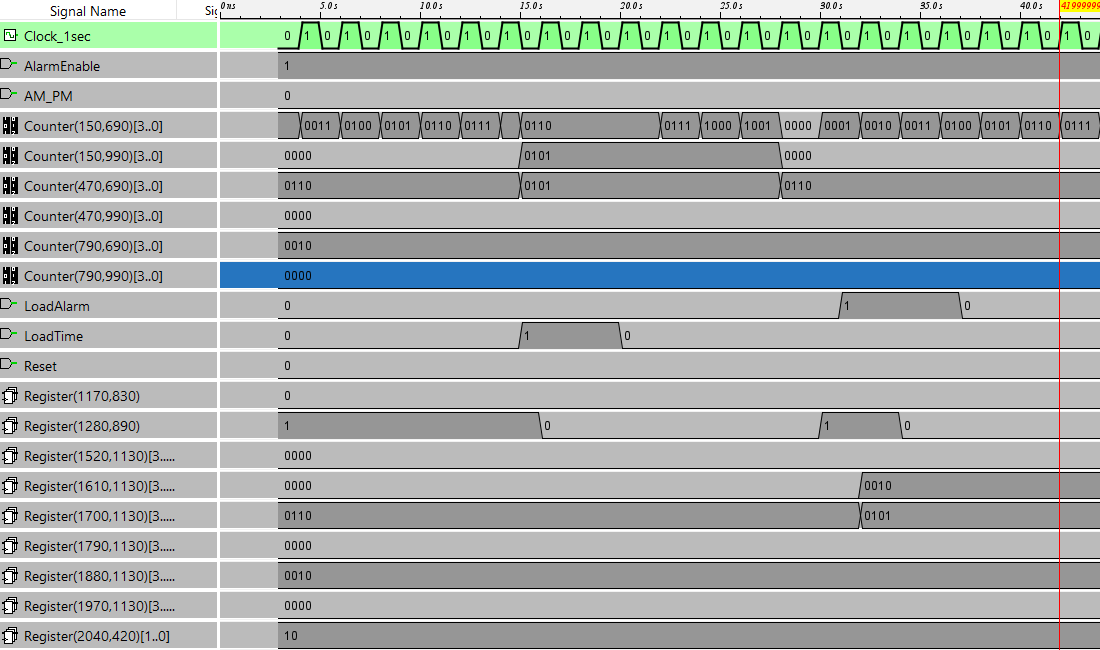 Signal Name Si
0ns 5.0s 10.0s 15.0s 20.0s 25.0s 30.0s 35.0s 40.0s 41999999
Clock_1sec 0 1 0 1 0 1 0 1 0 1 0 1 0 1 0 1 0 1 0 1 0 1 0 1 0 1 0 1 0 1 0 1 0 1 0 1 0 1 0 1 0
AlarmEnable 1
AM_PM 0
Counter(150,690)[3..0] 0011 0100 0101 0110 0111 0110 0111 1000 1001 0000 0001 0010 0011 0100 0101 0110 0111
Counter(150,990)[3..0] 0000 0101 0000
Counter(470,690)[3..0] 0110 0101 0110
Counter(470,990)[3..0] 0000
Counter(790,690)[3..0] 0010
Counter(790,990)[3..0] 0000
LoadAlarm 0 1 0
LoadTime 0 1 0
Reset 0
Register(1170,830) 0
Register(1280,890) 1 0 1 0
Register(1520,1130)[3..... 0000
Register(1610,1130)[3..... 0000 0010
Register(1700,1130)[3..... 0110 0101
Register(1790,1130)[3..... 0000
Register(1880,1130)[3..... 0010
Register(1970,1130)[3..... 0000
Register(2040,420)[1..0] 10